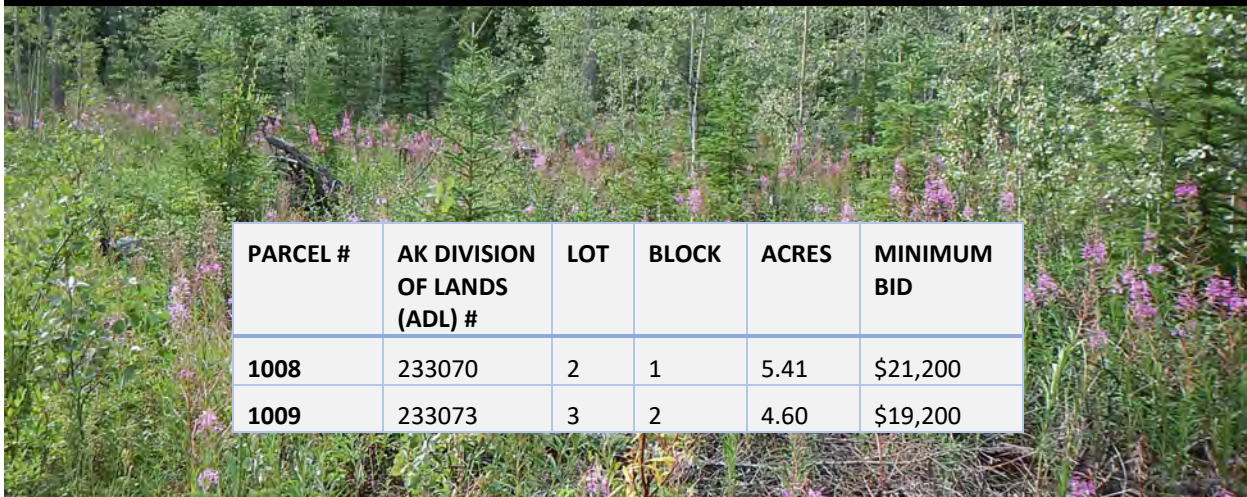 PARCEL # AK DIVISION OF LANDS (ADL) # LOT BLOCK ACRES MINIMUM BID
1008 233070 2 1 5.41 $21,200
1009 233073 3 2 4.60 $19,200